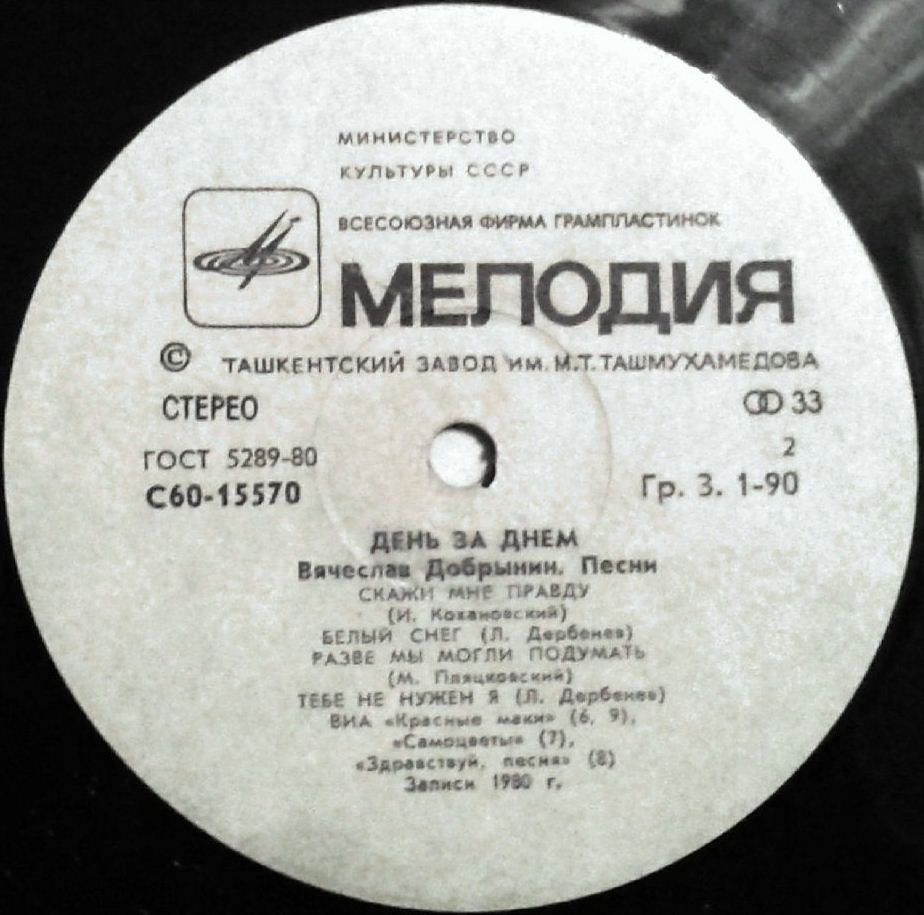 МИНИСТЕРСТВО
КУЛЬТУРЫ СССР
ВСЕСОЮЗНАЯ ФИРМА ГРАМПЛАСТИНОК
МЕЛОДИЯ
© ТАШКЕНТСКИЙ ЗАВОД ИМ. М.Т. ТАШМУХАМЕДОВА
СТЕРЕО
33
ГОСТ 5289-80
2
С60-15570
Гр. 3. 1-90
ДЕНЬ ЗА ДНЕМ
Вячеслав Добрынин. Песни
СКАЖИ МНЕ ПРАВДУ
(И. Кохановский)
БЕЛЫЙ СНЕГ (Л. Дербенев)
РАЗВЕ МЫ МОГЛИ ПОДУМАТЬ
(М. Пляцковский)
ТЕБЕ НЕ НУЖЕН Я (Л. Дербенев)
ВИА «Красные маки» (6, 9),
«Самоцветы» (7),
«Здравствуй, песня» (8)
Записи 1980 г.